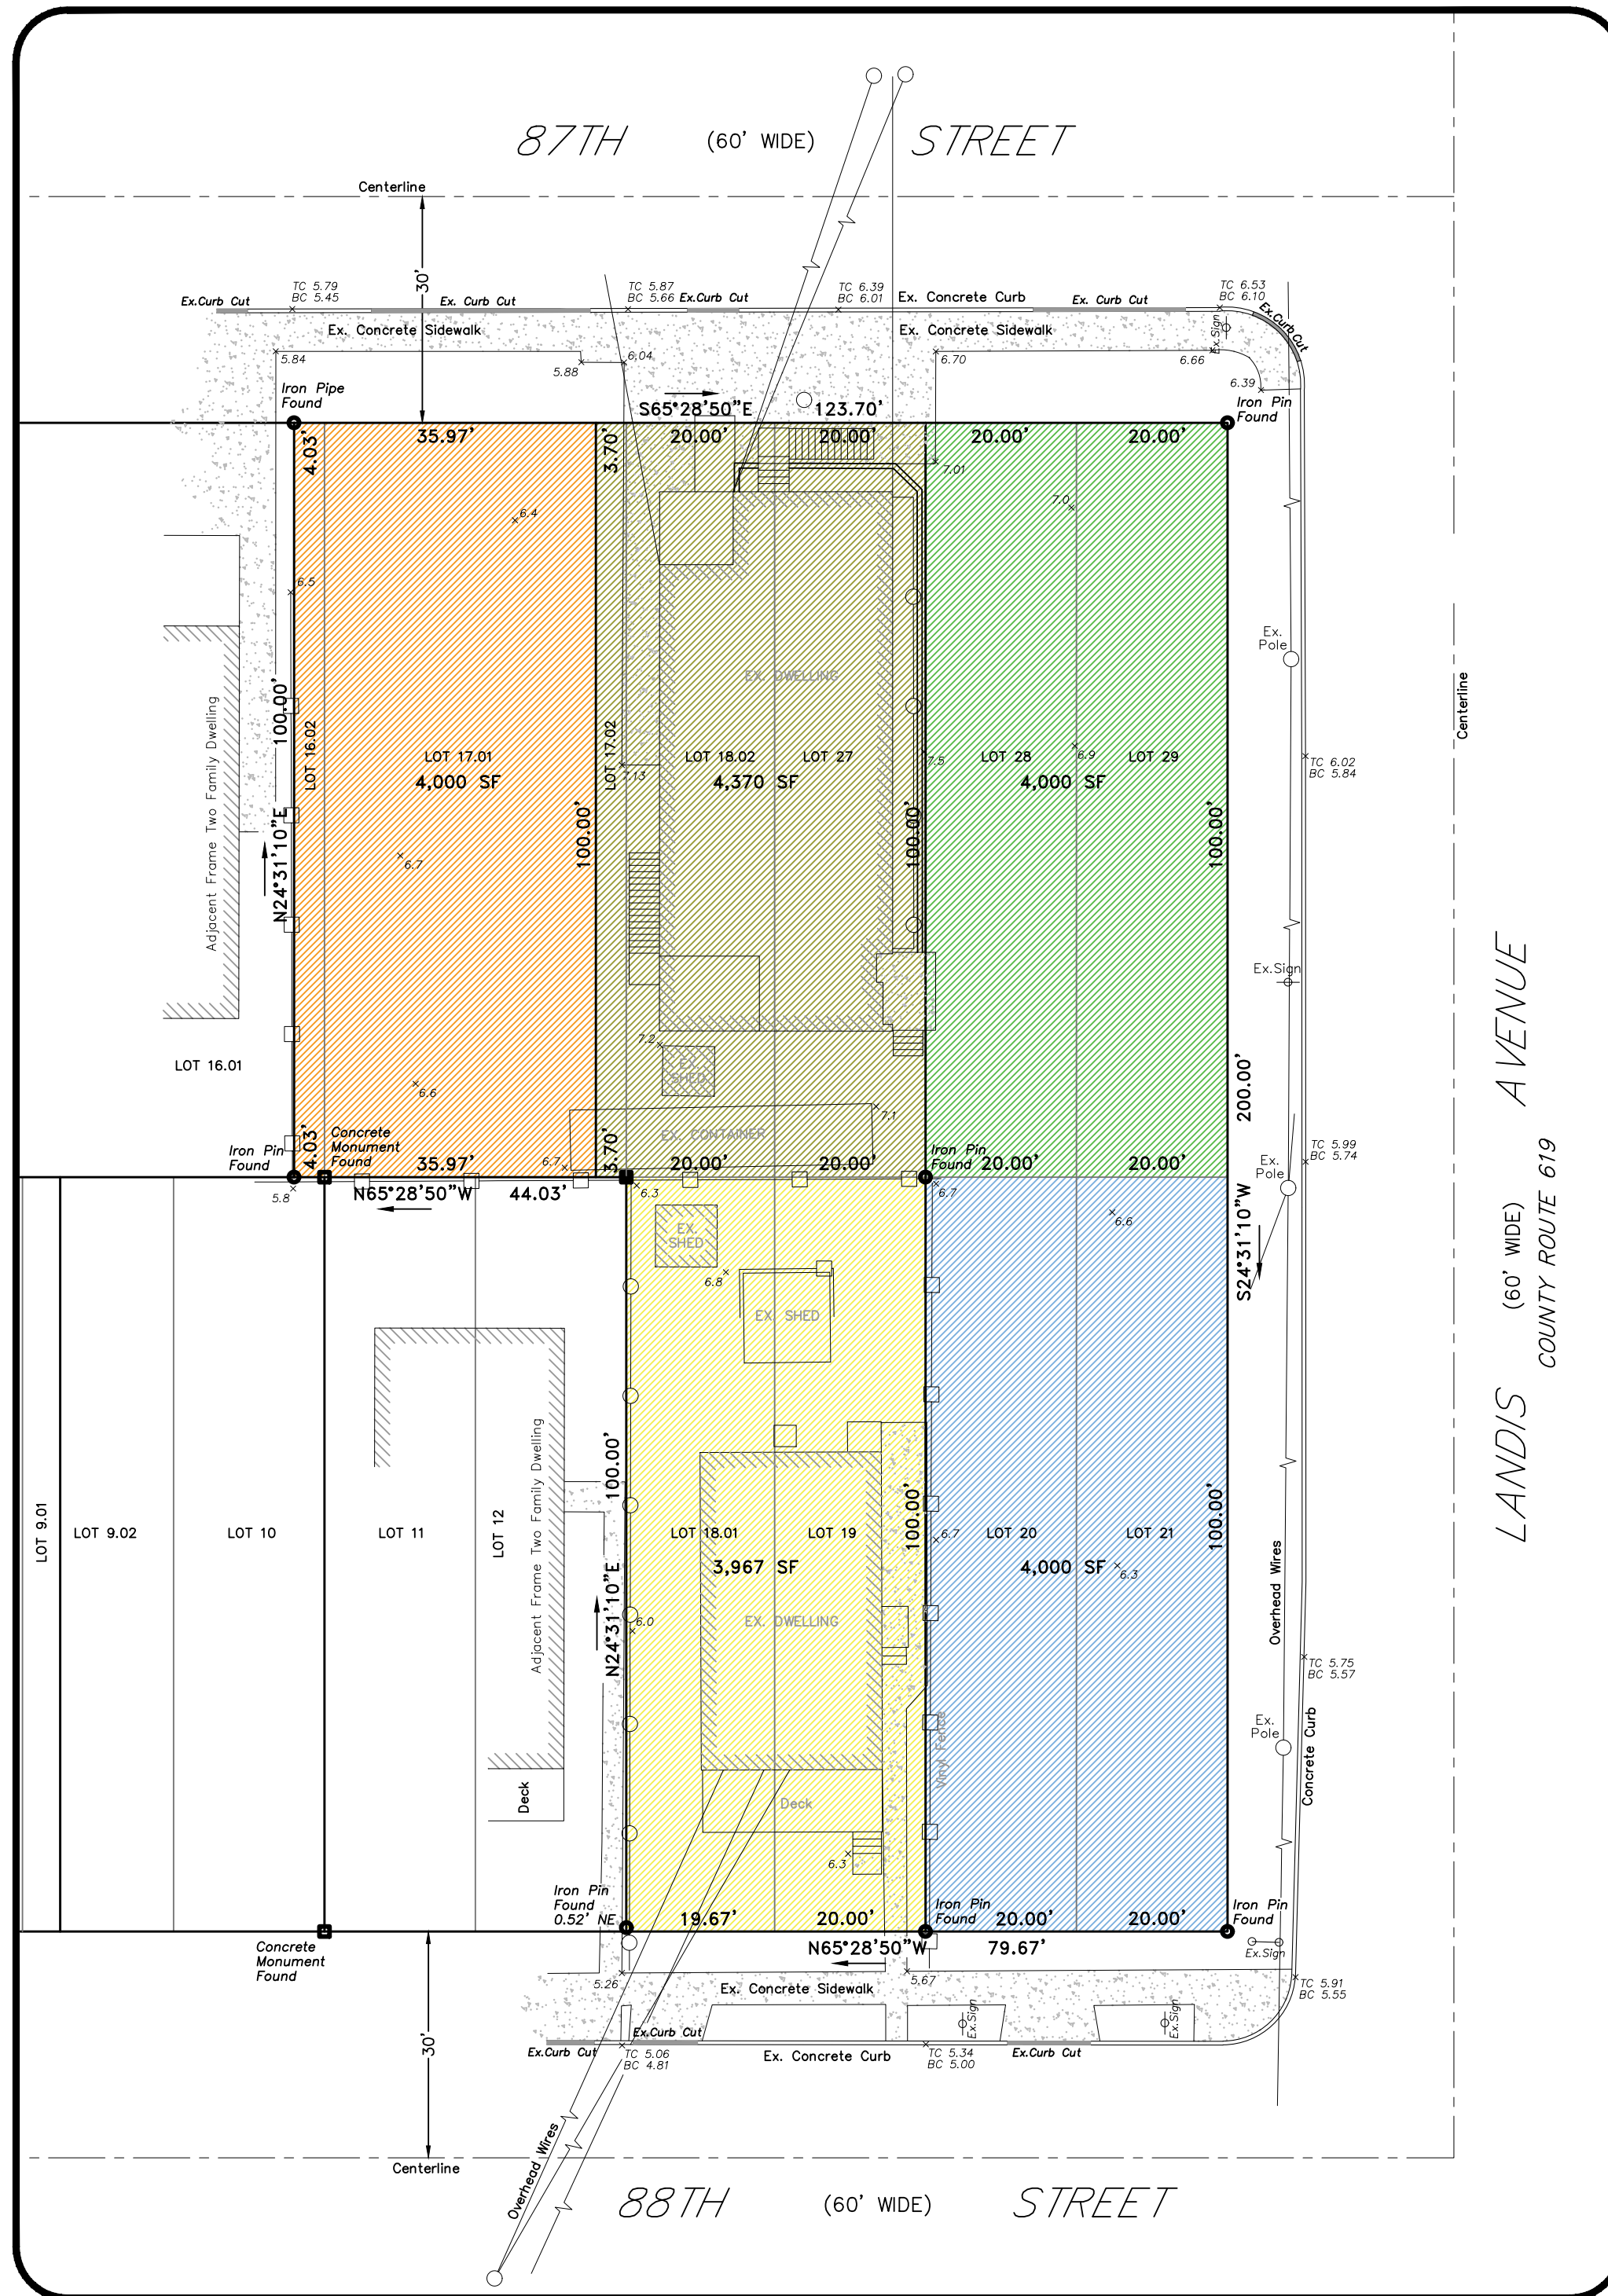 87TH (60' WIDE) STREET
Centerline
30'
TC 5.79
BC 5.45
TC 5.87
BC 5.66
TC 6.39
BC 6.01
TC 6.53
BC 6.10
Ex.Curb Cut
Ex. Curb Cut
Ex.Curb Cut
Ex. Concrete Curb
Ex. Curb Cut
Ex.Curb Cut
Ex. Concrete Sidewalk
Ex. Concrete Sidewalk
Ex.Sign
5.84
5.88
6.04
6.70
6.66
6.39
Iron Pipe
Found
S65°28'50"E 123.70'
Iron Pin
Found
4.03'
35.97'
3.70'
20.00'
20.00'
20.00'
20.00'
7.01
6.4
7.0
6.5
Ex.
Pole
EX. DWELLING
Adjacent Frame Two Family Dwelling
N24°31'10"E 100.00'
LOT 16.02
LOT 17.01
4,000 SF
LOT 17.02
7.13
LOT 18.02
LOT 27
4,370 SF
7.5
LOT 28
6.9
LOT 29
4,000 SF
TC 6.02
BC 5.84
Centerline
100.00'
100.00'
100.00'
6.7
Ex.Sign
LOT 16.01
6.6
7.2
EX.
SHED
7.1
EX. CONTAINER
200.00'
S24°31'10"W
Iron Pin
Found
4.03'
Concrete
Monument
Found
35.97'
6.7
3.70'
20.00'
20.00'
Iron Pin
Found
20.00'
20.00'
TC 5.99
BC 5.74
Ex.
Pole
5.8
N65°28'50"W 44.03'
6.3
6.7
6.6
EX.
SHED
6.8
EX. SHED
LANDIS (60' WIDE) AVENUE
COUNTY ROUTE 619
LOT 9.01
LOT 9.02
LOT 10
LOT 11
LOT 12
Adjacent Frame Two Family Dwelling
N24°31'10"E 100.00'
LOT 18.01
LOT 19
3,967 SF
100.00'
6.7
LOT 20
LOT 21
4,000 SF
6.3
100.00'
Overhead Wires
6.0
EX. DWELLING
TC 5.75
BC 5.57
Vinyl Fence
Ex.
Pole
Concrete Curb
Deck
Deck
6.3
Iron Pin
Found
0.52' NE
19.67'
20.00'
Iron Pin
Found
20.00'
20.00'
Iron Pin
Found
Concrete
Monument
Found
N65°28'50"W 79.67'
Ex.Sign
5.26
5.67
Ex. Concrete Sidewalk
TC 5.91
BC 5.55
Ex.Sign
Ex.Sign
30'
Ex.Curb Cut
Ex.Curb Cut
TC 5.06
BC 4.81
Ex. Concrete Curb
TC 5.34
BC 5.00
Ex.Curb Cut
Overhead Wires
Centerline
88TH (60' WIDE) STREET